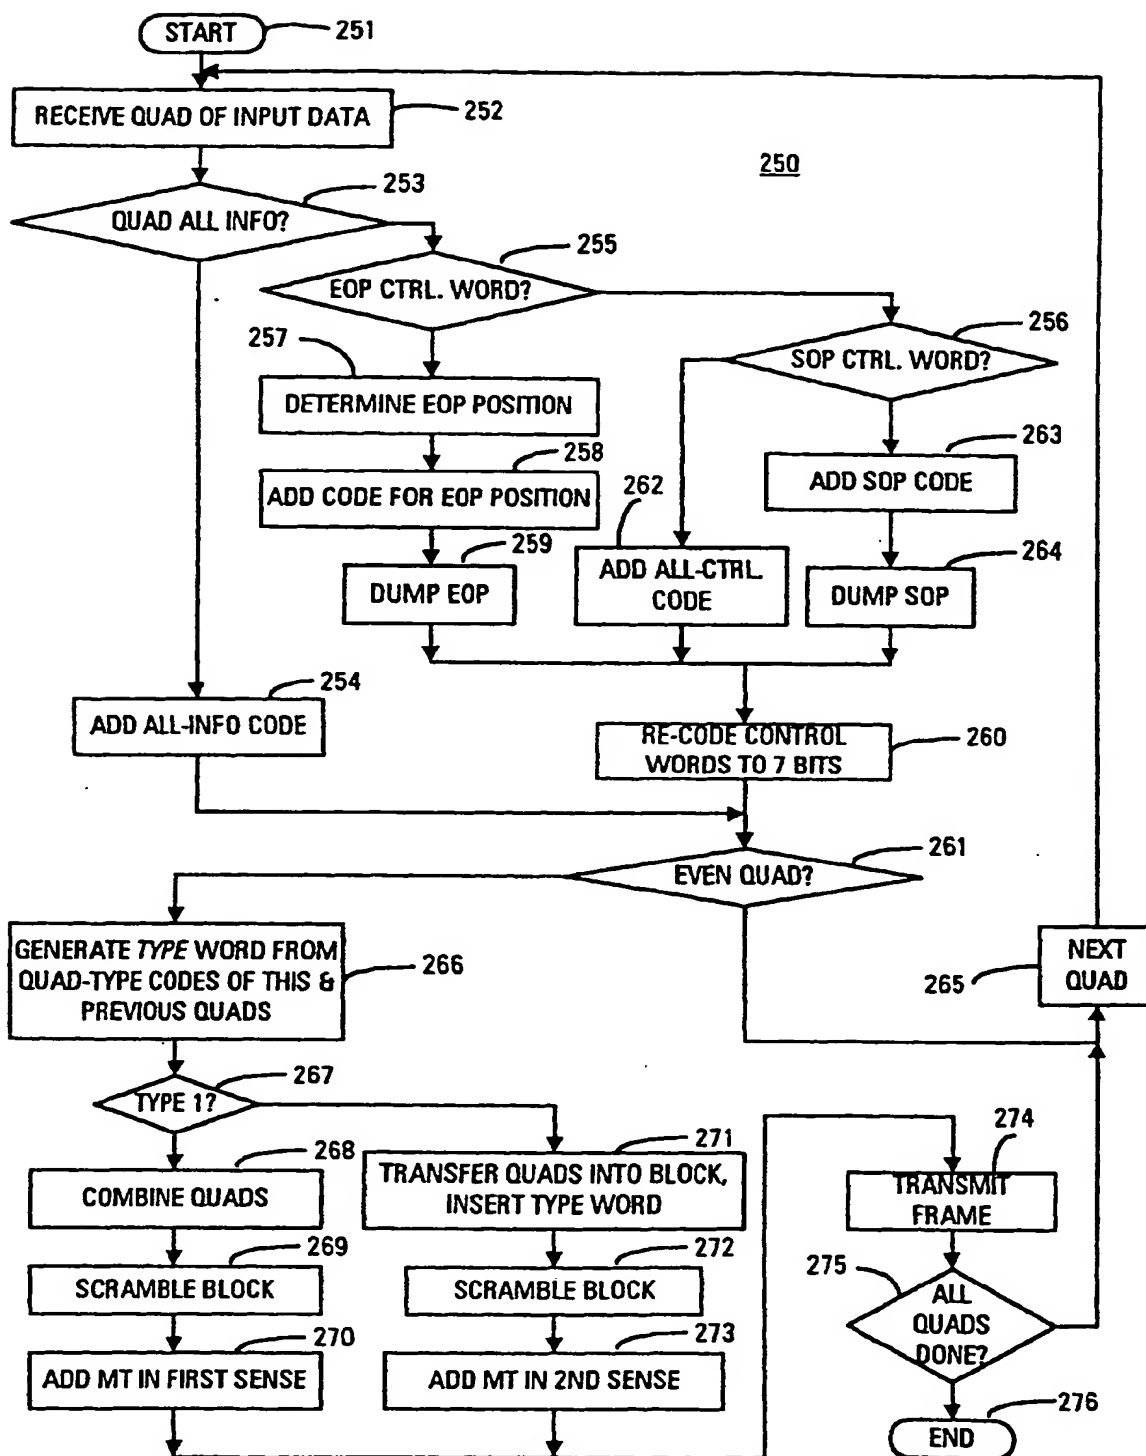 START
251
RECEIVE QUAD OF INPUT DATA
252
250
QUAD ALL INFO?
253
EOP CTRL. WORD?
255
SOP CTRL. WORD?
256
257
DETERMINE EOP POSITION
258
ADD CODE FOR EOP POSITION
259
DUMP EOP
262
ADD ALL-CTRL.
CODE
263
ADD SOP CODE
264
DUMP SOP
254
ADD ALL-INFO CODE
RE-CODE CONTROL
WORDS TO 7 BITS
260
EVEN QUAD?
261
GENERATE TYPE WORD FROM
QUAD-TYPE CODES OF THIS &
PREVIOUS QUADS
266
NEXT
QUAD
265
TYPE 1?
267
268
COMBINE QUADS
269
SCRAMBLE BLOCK
270
ADD MT IN FIRST SENSE
271
TRANSFER QUADS INTO BLOCK,
INSERT TYPE WORD
272
SCRAMBLE BLOCK
273
ADD MT IN 2ND SENSE
274
TRANSMIT
FRAME
275
ALL
QUADS
DONE?
276
END